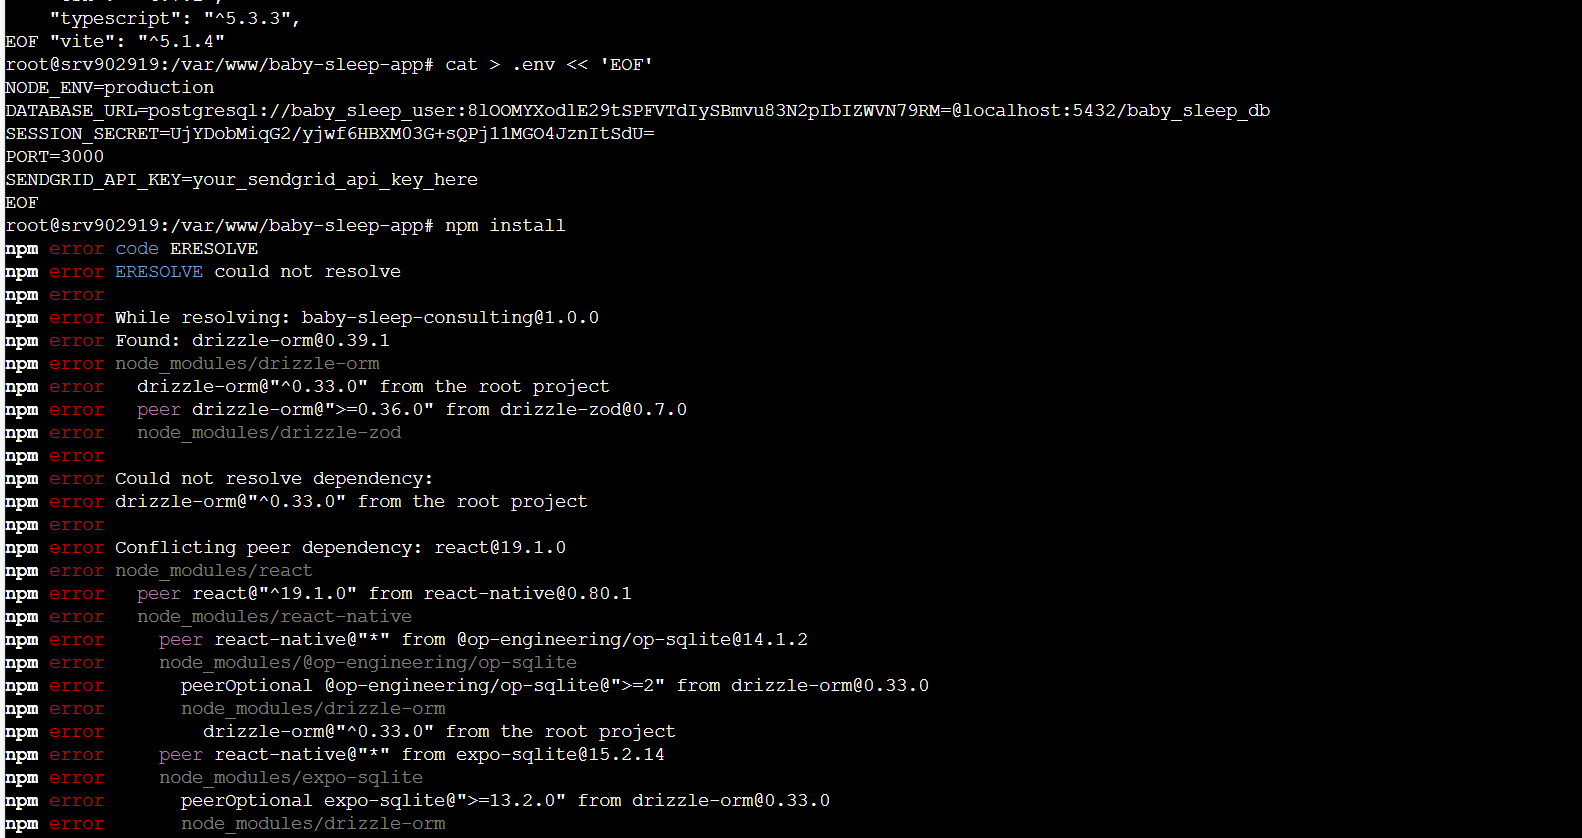 "typescript": "^5.3.3",
EOF "vite": "^5.1.4"
root@srv902919:/var/www/baby-sleep-app# cat > .env << 'EOF'
NODE_ENV=production
DATABASE_URL=postgresql://baby_sleep_user:8lOOMYXodlE29tSPFVTdIySBmvu83N2pIbIZWVN79RM=@localhost:5432/baby_sleep_db
SESSION_SECRET=UjYDobMiqG2/yjwf6HBXM03G+sQPj11MGO4JznItSdU=
PORT=3000
SENDGRID_API_KEY=your_sendgrid_api_key_here
EOF
root@srv902919:/var/www/baby-sleep-app# npm install
npm error code ERESOLVE
npm error ERESOLVE could not resolve
npm error
npm error While resolving: baby-sleep-consulting@1.0.0
npm error Found: drizzle-orm@0.39.1
npm error node_modules/drizzle-orm
npm error   drizzle-orm@"^0.33.0" from the root project
npm error   peer drizzle-orm@">=0.36.0" from drizzle-zod@0.7.0
npm error   node_modules/drizzle-zod
npm error
npm error Could not resolve dependency:
npm error drizzle-orm@"^0.33.0" from the root project
npm error
npm error Conflicting peer dependency: react@19.1.0
npm error node_modules/react
npm error   peer react@"^19.1.0" from react-native@0.80.1
npm error   node_modules/react-native
npm error     peer react-native@"*" from @op-engineering/op-sqlite@14.1.2
npm error     node_modules/@op-engineering/op-sqlite
npm error       peerOptional @op-engineering/op-sqlite@">=2" from drizzle-orm@0.33.0
npm error       node_modules/drizzle-orm
npm error         drizzle-orm@"^0.33.0" from the root project
npm error     peer react-native@"*" from expo-sqlite@15.2.14
npm error     node_modules/expo-sqlite
npm error       peerOptional expo-sqlite@">=13.2.0" from drizzle-orm@0.33.0
npm error       node_modules/drizzle-orm